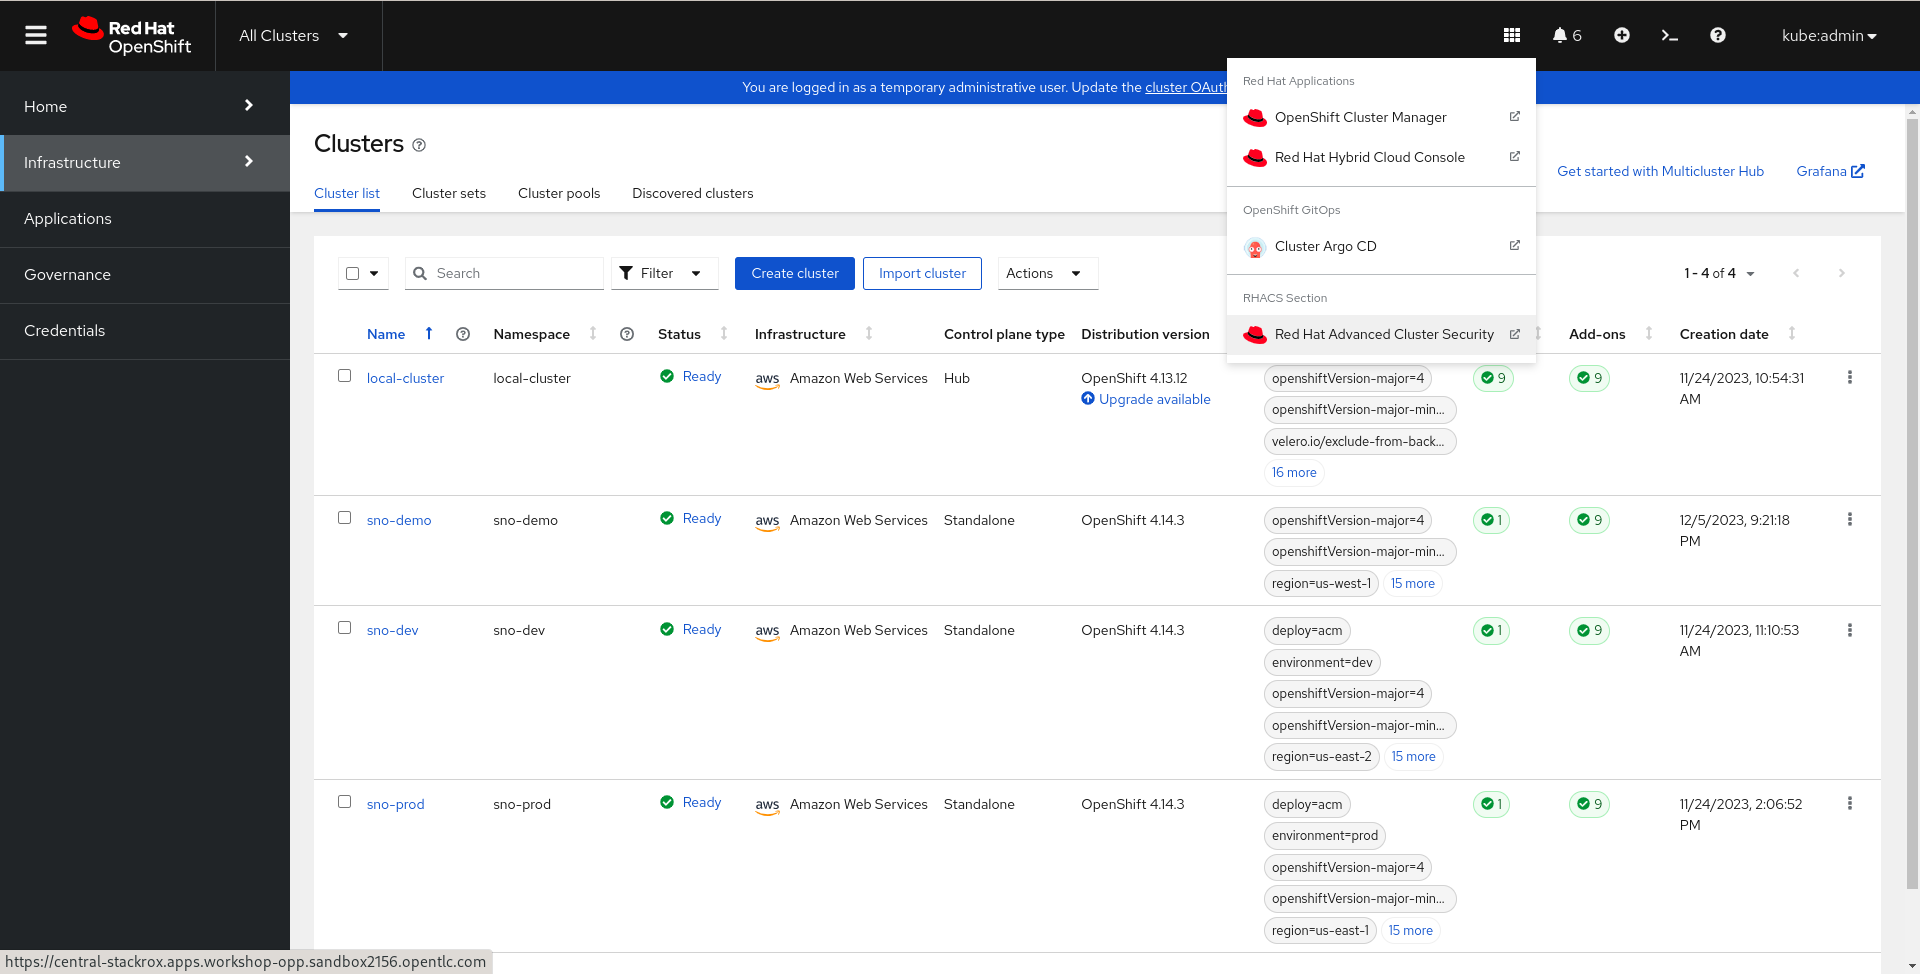 Red Hat
OpenShift
All Clusters
6
kube:admin
You are logged in as a temporary administrative user. Update the cluster OAuth
Home
Infrastructure
Applications
Governance
Credentials
Clusters
Get started with Multicluster Hub
Grafana
Cluster list
Cluster sets
Cluster pools
Discovered clusters
Red Hat Applications
OpenShift Cluster Manager
Red Hat Hybrid Cloud Console
OpenShift GitOps
Cluster Argo CD
RHACS Section
Red Hat Advanced Cluster Security
Search
Filter
Create cluster
Import cluster
Actions
1 - 4 of 4
Name
Namespace
Status
Infrastructure
Control plane type
Distribution version
Add-ons
Creation date
local-cluster
local-cluster
Ready
aws
Amazon Web Services
Hub
OpenShift 4.13.12
Upgrade available
openshiftVersion-major=4
openshiftVersion-major-min...
velero.io/exclude-from-back...
16 more
9
9
11/24/2023, 10:54:31
AM
sno-demo
sno-demo
Ready
aws
Amazon Web Services
Standalone
OpenShift 4.14.3
openshiftVersion-major=4
openshiftVersion-major-min...
region=us-west-1
15 more
1
9
12/5/2023, 9:21:18
PM
sno-dev
sno-dev
Ready
aws
Amazon Web Services
Standalone
OpenShift 4.14.3
deploy=acm
environment=dev
openshiftVersion-major=4
openshiftVersion-major-min...
region=us-east-2
15 more
1
9
11/24/2023, 11:10:53
AM
sno-prod
sno-prod
Ready
aws
Amazon Web Services
Standalone
OpenShift 4.14.3
deploy=acm
environment=prod
openshiftVersion-major=4
openshiftVersion-major-min...
region=us-east-1
15 more
1
9
11/24/2023, 2:06:52
PM
https://central-stackrox.apps.workshop-opp.sandbox2156.opentlc.com